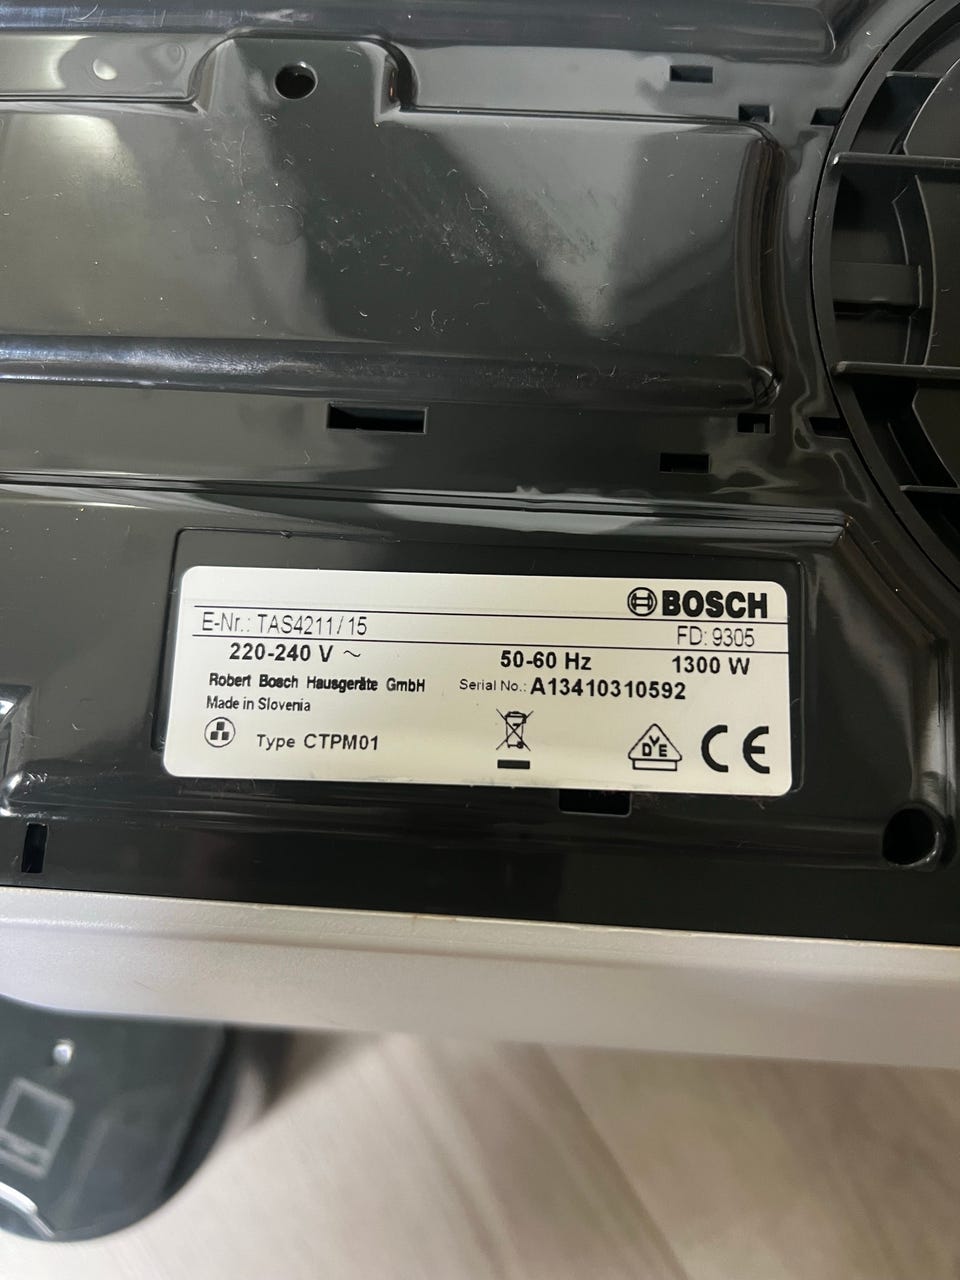 BOSCH
E-Nr.: TAS4211/15
FD: 9305
220-240 V ~
50-60 Hz
1300 W
Robert Bosch Hausgeräte GmbH
Serial No.: A13410310592
Made in Slovenia
Type CTPM01
DVE
CE